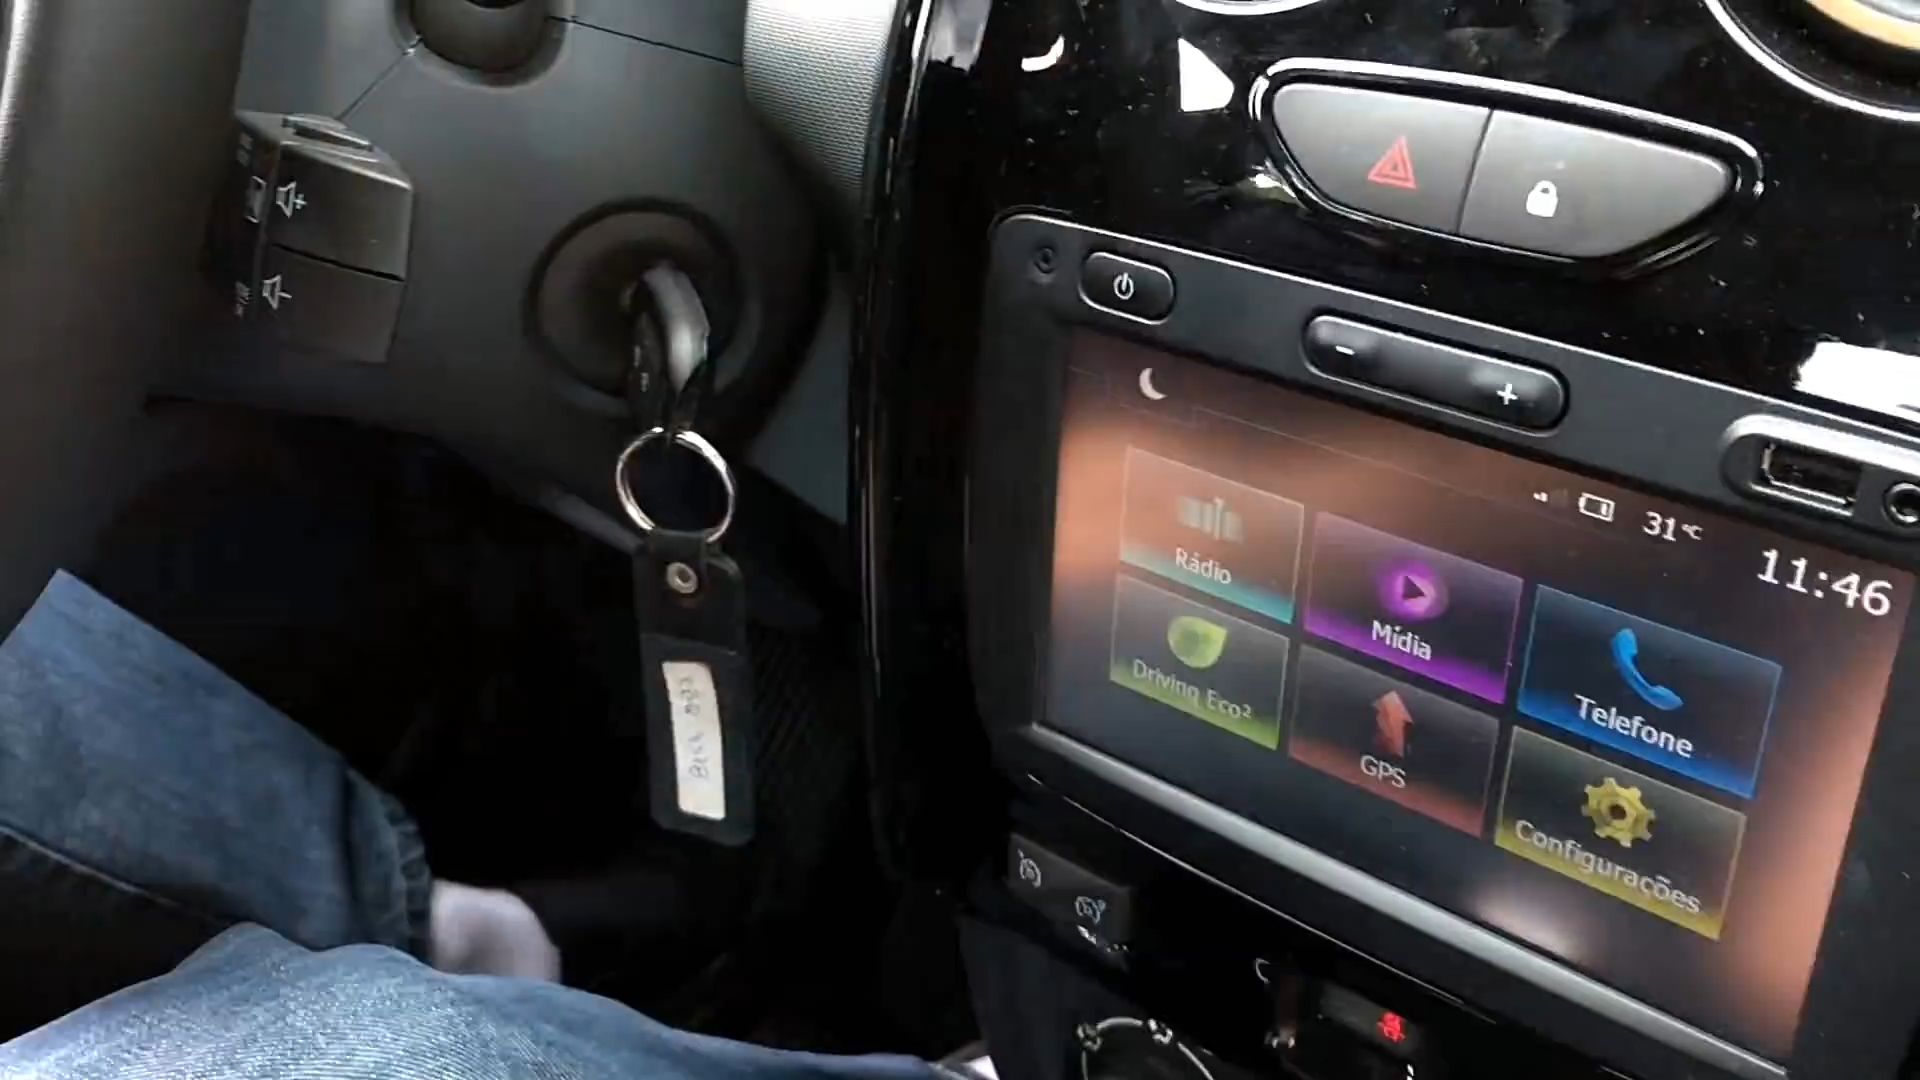 31°C
11:46
Rádio
Mídia
Telefone
Driving Eco²
GPS
Configurações